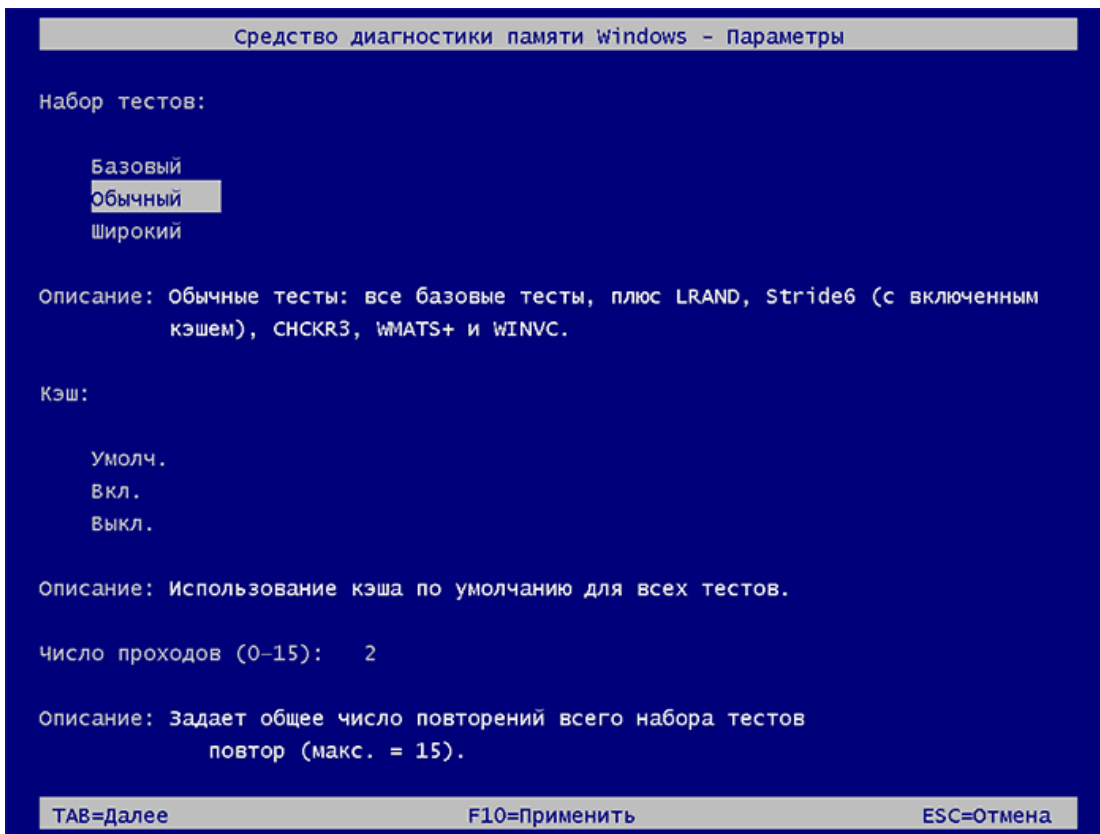 Средство диагностики памяти Windows - Параметры
Набор тестов:
Базовый
Обычный
Широкий
Описание: Обычные тесты: все базовые тесты, плюс LRAND, Stride6 (с включенным
кэшем), CHCKR3, WMATS+ и WINVC.
Кэш:
Умолч.
Вкл.
Выкл.
Описание: Использование кэша по умолчанию для всех тестов.
Число проходов (0–15): 2
Описание: Задает общее число повторений всего набора тестов
повтор (макс. = 15).
TAB=Далее F10=Применить ESC=Отмена